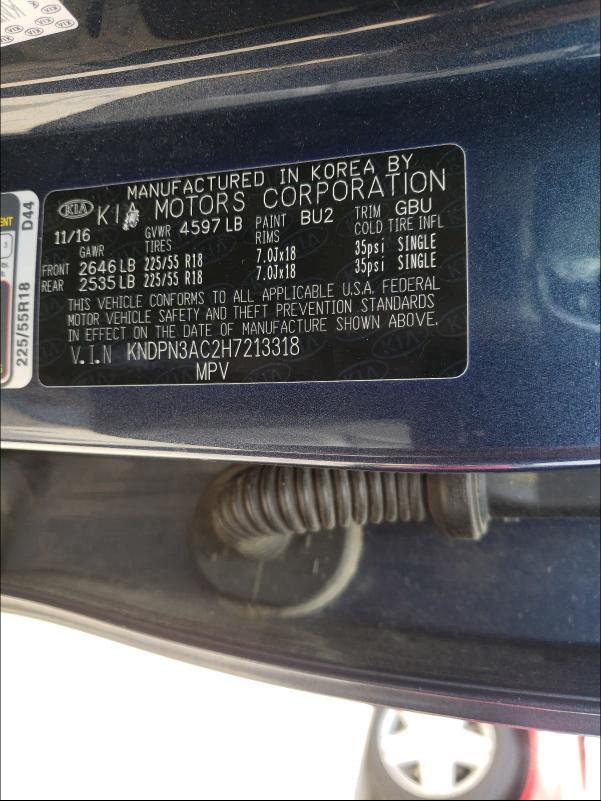 MANUFACTURED IN KOREA BY
KIA KIA MOTORS CORPORATION
11/16 GVWR 4597 LB PAINT BU2 TRIM GBU
GAWR TIRES RIMS COLD TIRE INFL
FRONT 2646 LB 225/55 R18 7.0Jx18 35psi SINGLE
REAR 2535 LB 225/55 R18 7.0Jx18 35psi SINGLE
THIS VEHICLE CONFORMS TO ALL APPLICABLE U.S.A. FEDERAL
MOTOR VEHICLE SAFETY AND THEFT PREVENTION STANDARDS
IN EFFECT ON THE DATE OF MANUFACTURE SHOWN ABOVE.
V.I.N KNDPN3AC2H7213318
MPV
225/55R18 D44